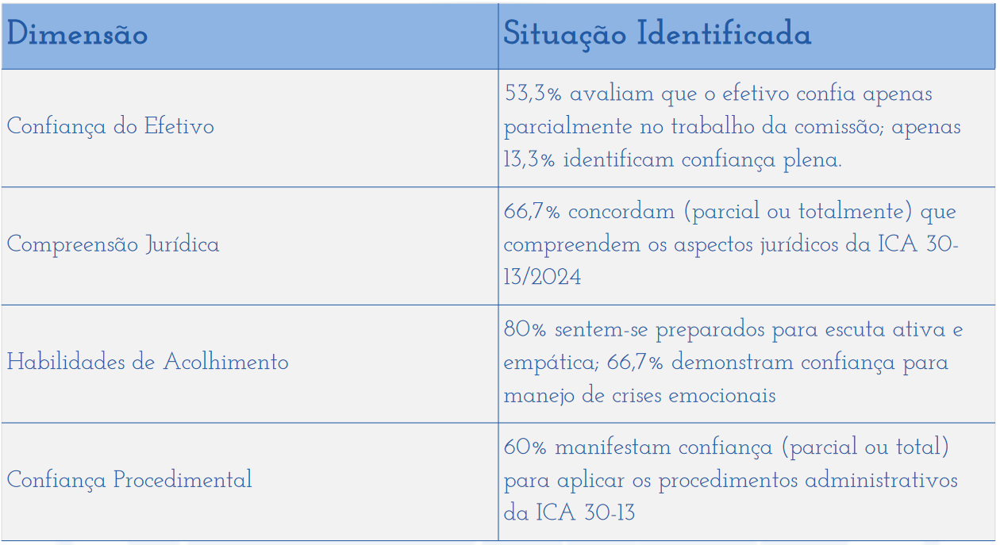 Dimensão
Situação Identificada
Confiança do Efetivo
53,3% avaliam que o efetivo confia apenas
parcialmente no trabalho da comissão; apenas
13,3% identificam confiança plena.
Compreensão Jurídica
66,7% concordam (parcial ou totalmente) que
compreendem os aspectos jurídicos da ICA 30-
13/2024
Habilidades de Acolhimento
80% sentem-se preparados para escuta ativa e
empática; 66,7% demonstram confiança para
manejo de crises emocionais
Confiança Procedimental
60% manifestam confiança (parcial ou total)
para aplicar os procedimentos administrativos
da ICA 30-13